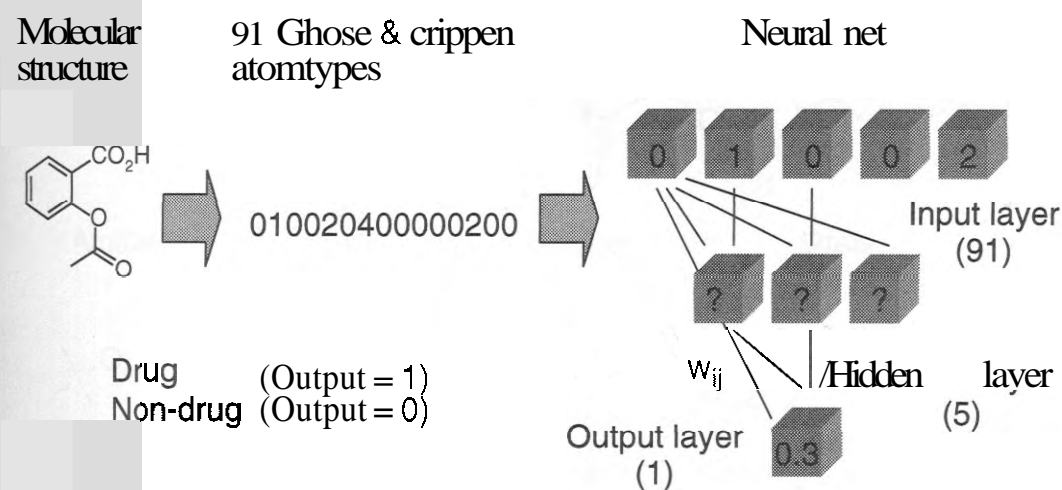 Molecular
structure
91 Ghose & crippen
atomtypes
Neural net
CO2H
O
O
010020400000200
0 1 0 0 2
Input layer
(91)
? ? ?
Wij
/Hidden layer
(5)
Drug (Output = 1)
Non-drug (Output = 0)
Output layer
(1)
0.3